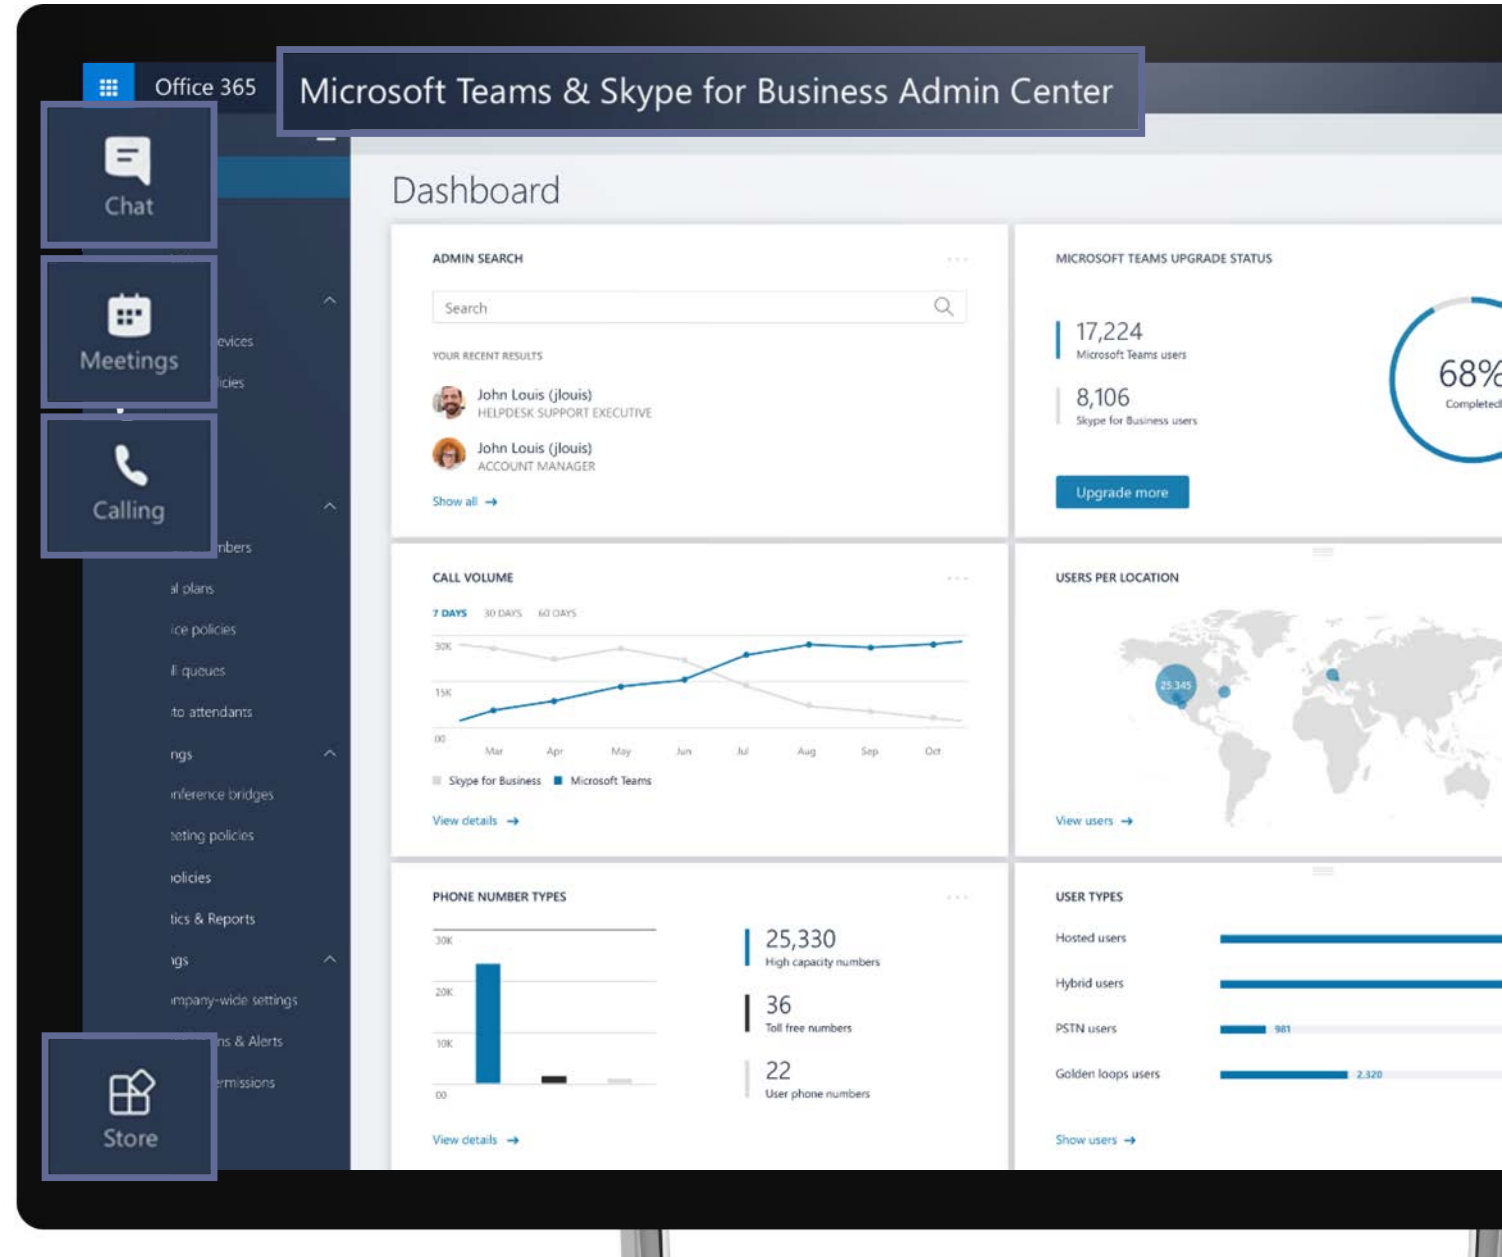 Office 365
Microsoft Teams & Skype for Business Admin Center
Chat
Meetings
evices
icies
Calling
nbers
al plans
ice policies
ll queues
to attendants
ngs
nference bridges
eeting policies
olicies
tics & Reports
ngs
ompany-wide settings
ns & Alerts
ermissions
Store
Dashboard
ADMIN SEARCH
Search
YOUR RECENT RESULTS
John Louis (jlouis)
HELPDESK SUPPORT EXECUTIVE
John Louis (jlouis)
ACCOUNT MANAGER
Show all
MICROSOFT TEAMS UPGRADE STATUS
17,224
Microsoft Teams users
8,106
Skype for Business users
68%
Completed
Upgrade more
CALL VOLUME
7 DAYS 30 DAYS 60 DAYS
30K
15K
00
Mar Apr May Jun Jul Aug Sep Oct
Skype for Business Microsoft Teams
View details
USERS PER LOCATION
25,345
View users
PHONE NUMBER TYPES
30K
20K
10K
00
25,330
High capacity numbers
36
Toll free numbers
22
User phone numbers
View details
USER TYPES
Hosted users
Hybrid users
PSTN users 981
Golden loops users 2,320
Show users